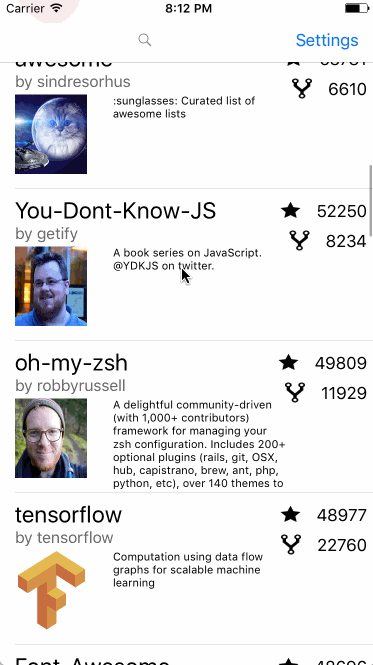 Carrier 8:12 PM
Settings
awesome
by sindresorhus
6610
:sunglasses: Curated list of
awesome lists
You-Dont-Know-JS
52250
by getify
8234
A book series on JavaScript.
@YDKJS on twitter.
oh-my-zsh
49809
by robbyrussell
11929
A delightful community-driven
(with 1,000+ contributors)
framework for managing your
zsh configuration. Includes 200+
optional plugins (rails, git, OSX,
hub, capistrano, brew, ant, php,
python, etc), over 140 themes to
tensorflow
48977
by tensorflow
22760
Computation using data flow
graphs for scalable machine
learning
Font-Awesome